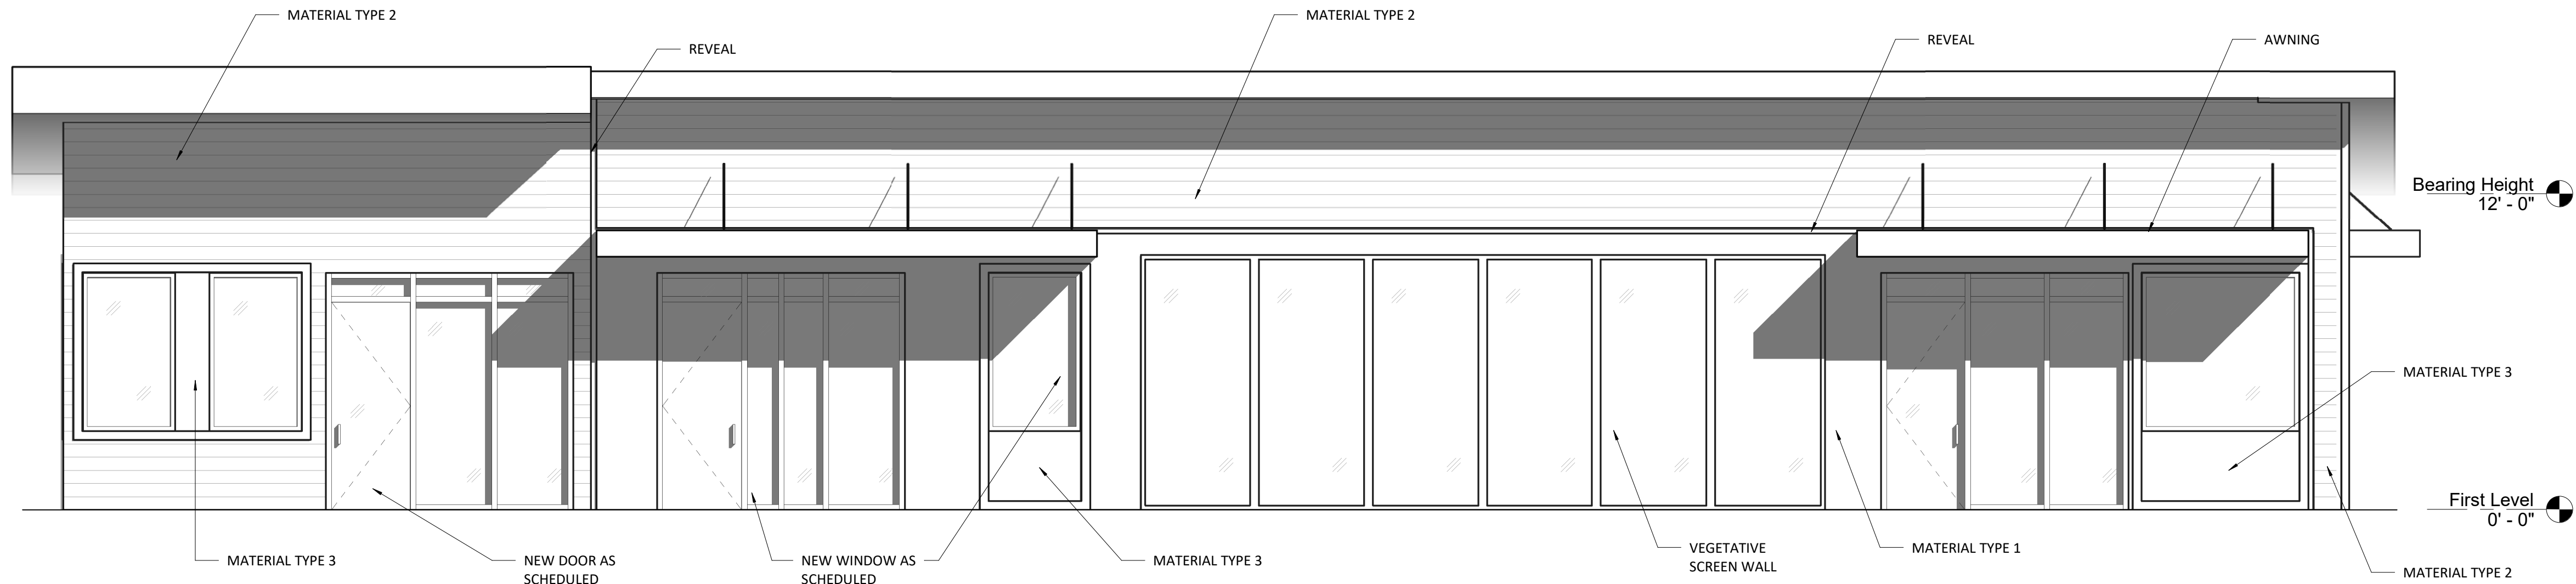 MATERIAL TYPE 2
MATERIAL TYPE 2
REVEAL
REVEAL
AWNING
Bearing Height
12' - 0"
MATERIAL TYPE 3
First Level
0' - 0"
MATERIAL TYPE 3
NEW DOOR AS
SCHEDULED
NEW WINDOW AS
SCHEDULED
MATERIAL TYPE 3
VEGETATIVE
SCREEN WALL
MATERIAL TYPE 1
MATERIAL TYPE 2